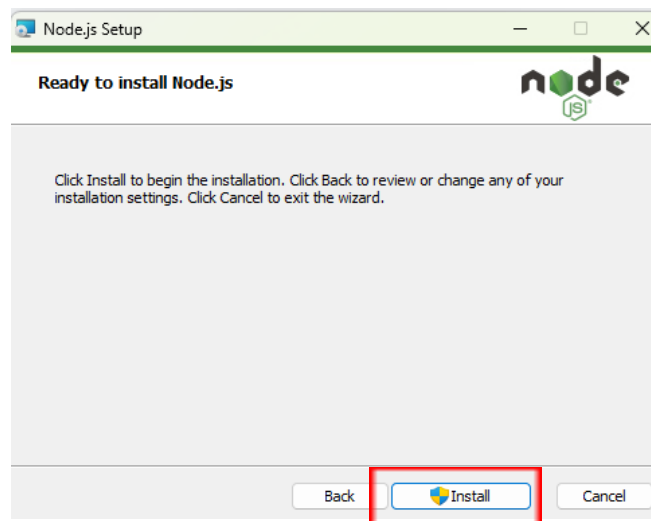 Node.js Setup
Ready to install Node.js
node
JS
Click Install to begin the installation. Click Back to review or change any of your
installation settings. Click Cancel to exit the wizard.
Back Install Cancel